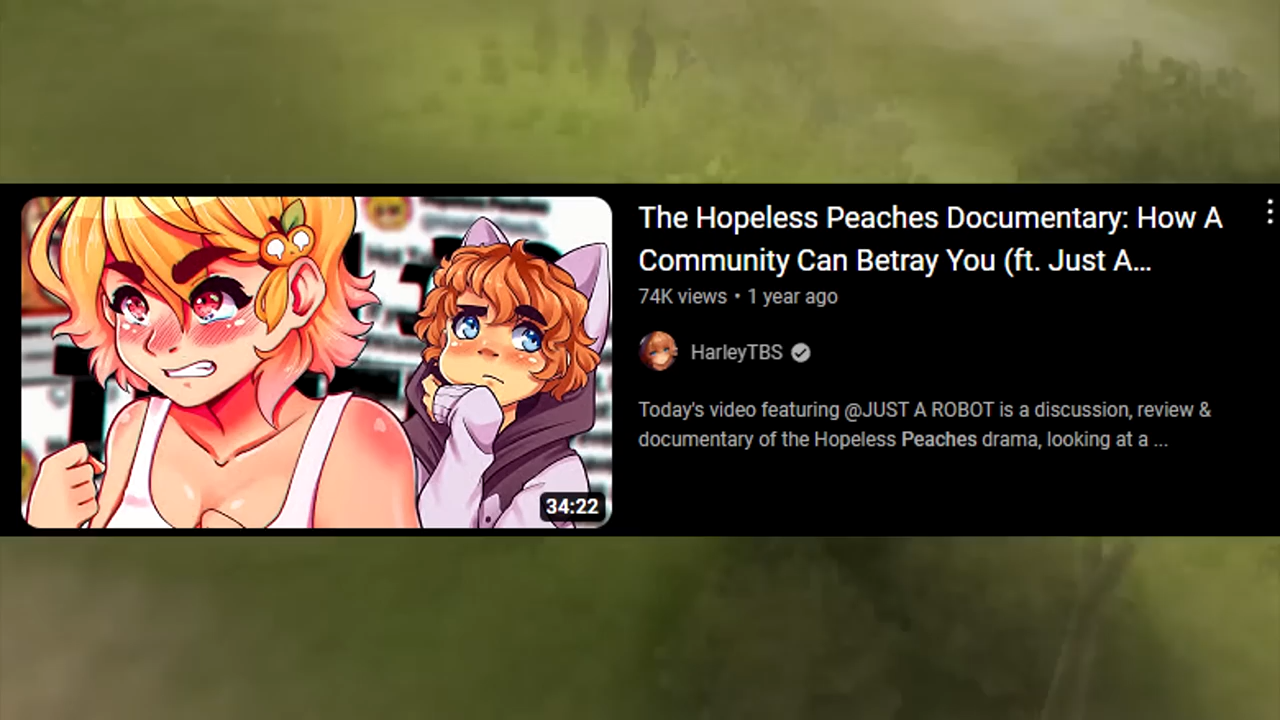 The Hopeless Peaches Documentary: How A
Community Can Betray You (ft. Just A...
74K views • 1 year ago
HarleyTBS
Today's video featuring @JUST A ROBOT is a discussion, review &
documentary of the Hopeless Peaches drama, looking at a ...
34:22